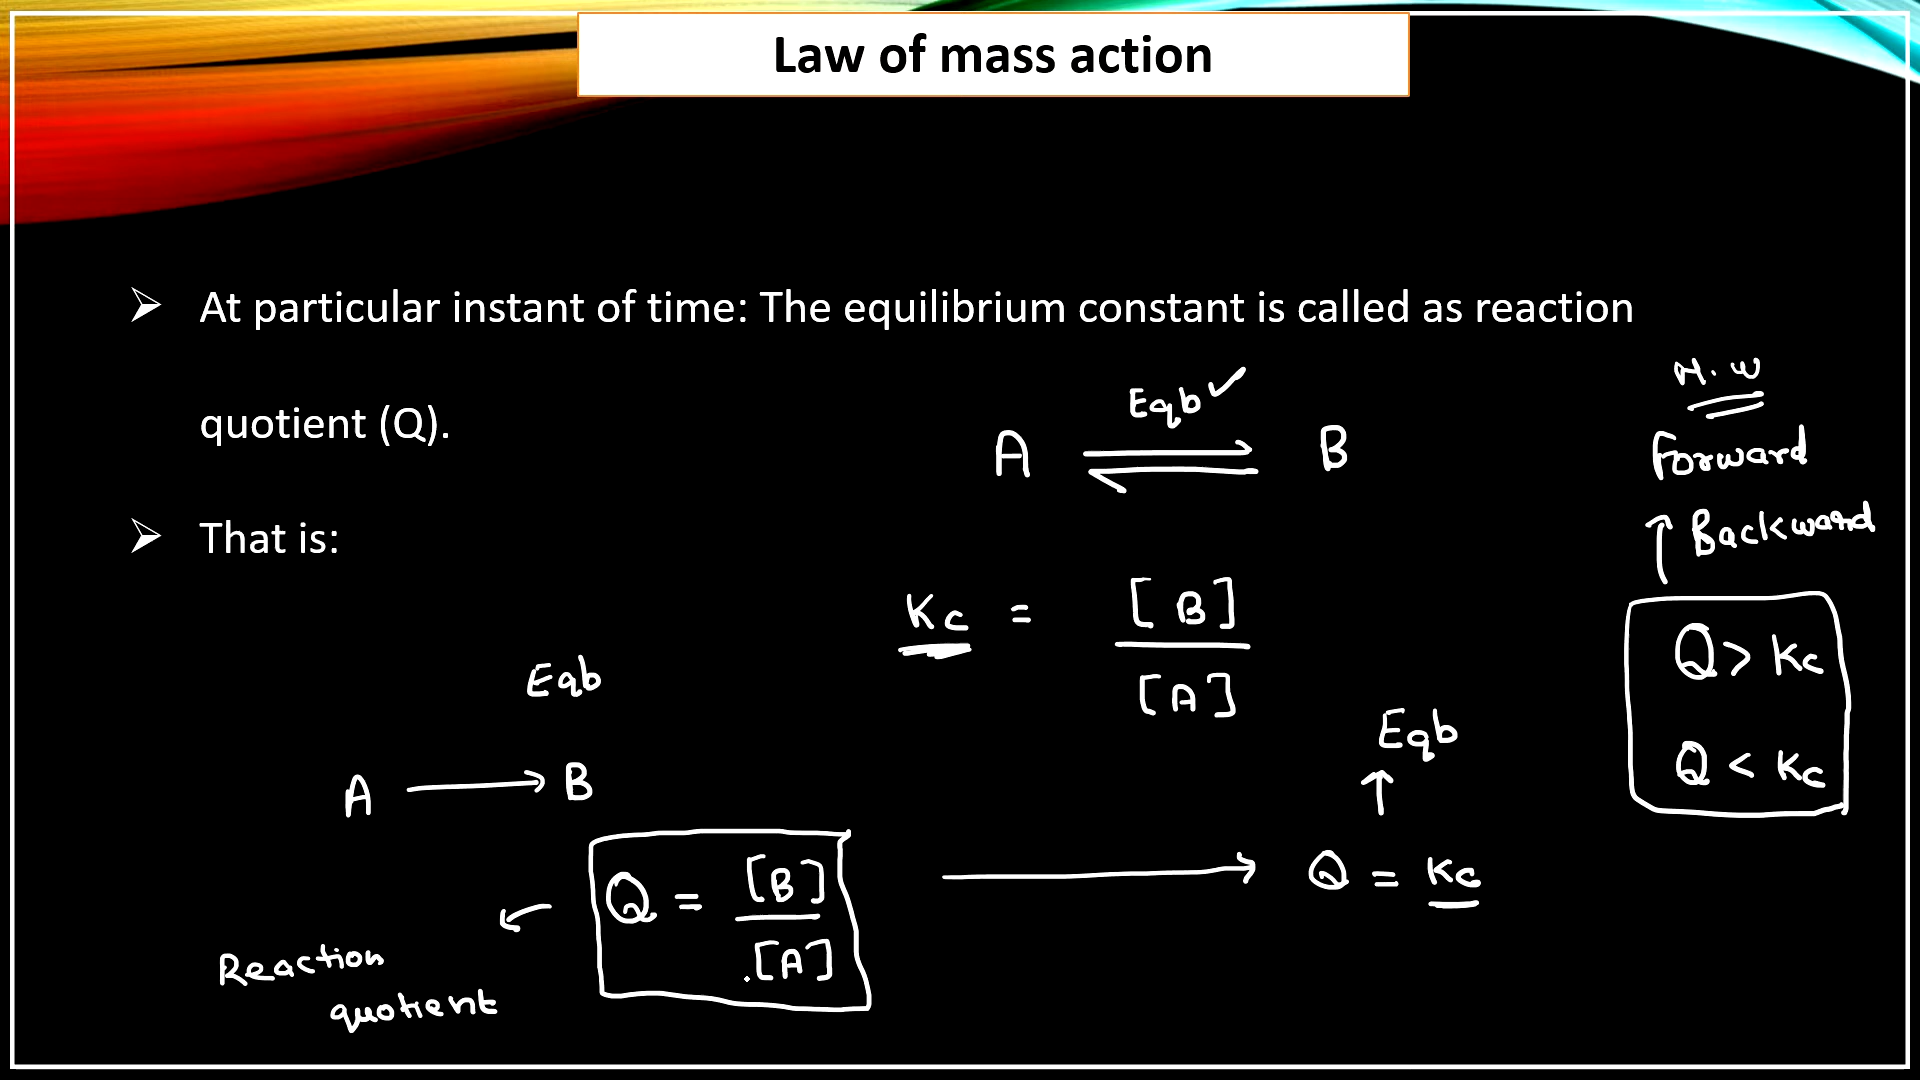 Law of mass action
➢ At particular instant of time: The equilibrium constant is called as reaction
quotient (Q).
➢ That is:
Eqb ✓
A ⇌ B
Kc = [B] / [A]
Eqb
A → B
Q = [B] / [A]
Reaction
quotient
→ Q = Kc
↑
Eqb
H.W
Forward
↑ Backward
Q > Kc
Q < Kc